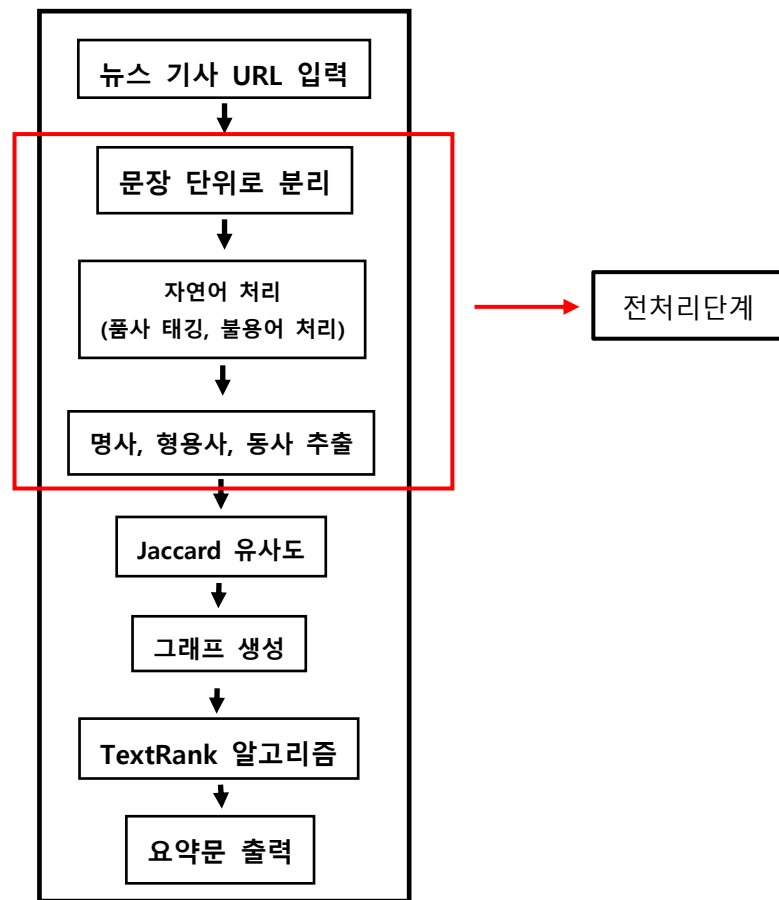 뉴스 기사 URL 입력
문장 단위로 분리
자연어 처리
(품사 태깅, 불용어 처리)
전처리단계
명사, 형용사, 동사 추출
Jaccard 유사도
그래프 생성
TextRank 알고리즘
요약문 출력